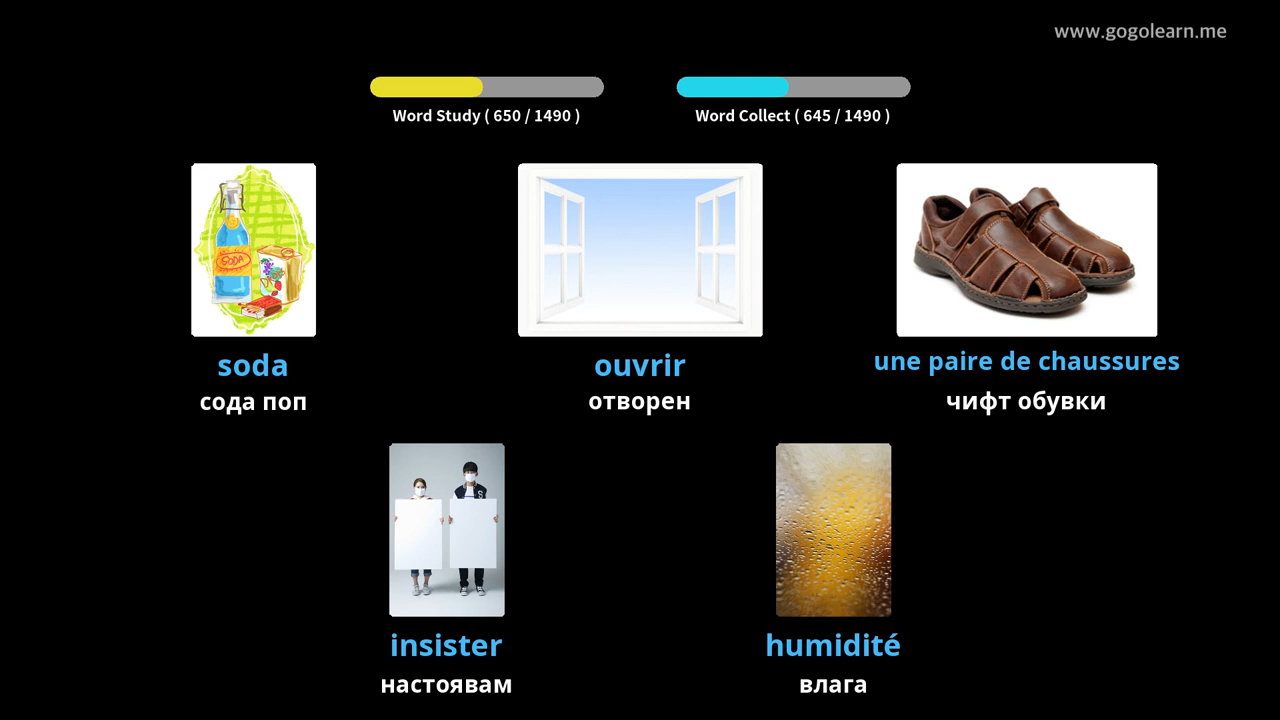 www.gogolearn.me
Word Study ( 650 / 1490 )
Word Collect ( 645 / 1490 )
SODA
soda
ouvrir
une paire de chaussures
сода поп
отворен
чифт обувки
S
insister
humidité
настоявам
влага